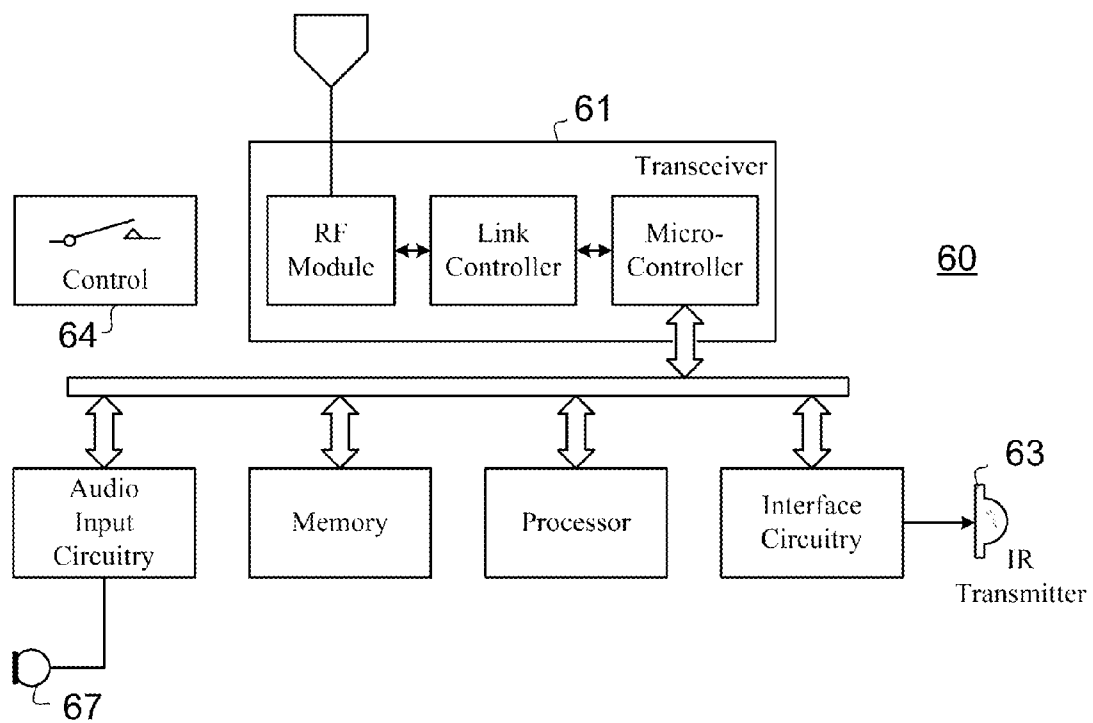 61
Transceiver
RF
Module
Link
Controller
Micro-
Controller
Control
64
60
Audio
Input
Circuitry
Memory
Processor
Interface
Circuitry
63
IR
Transmitter
67